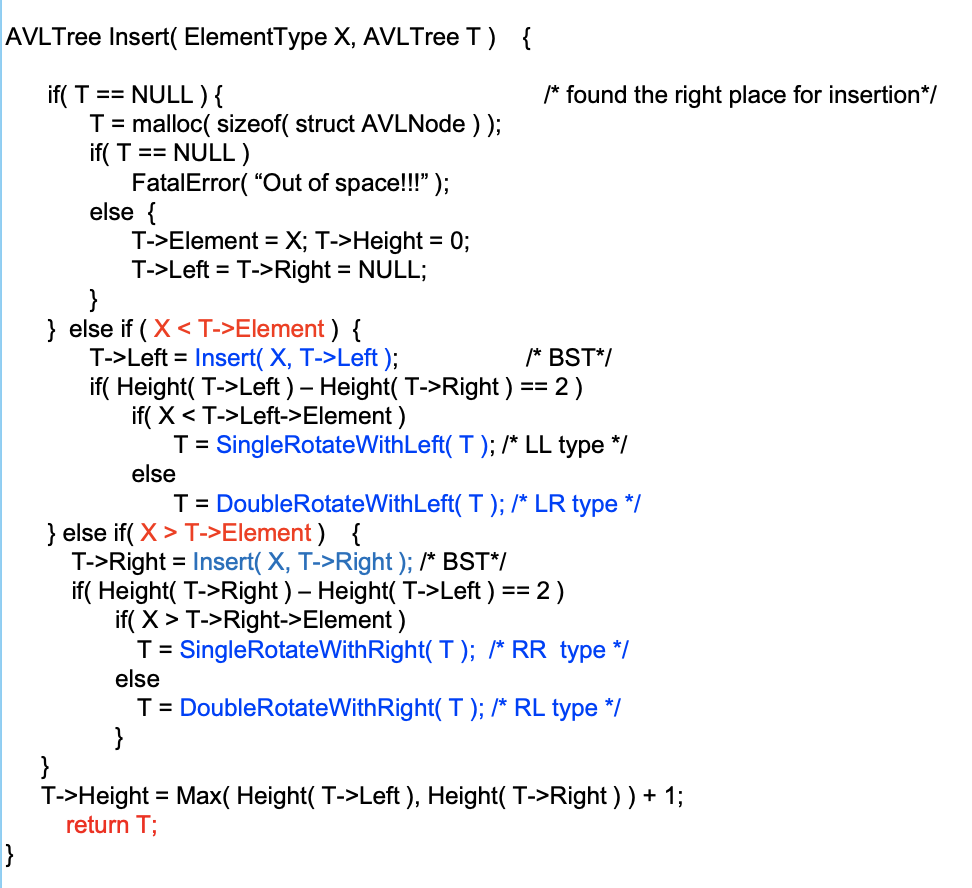 AVLTree Insert( ElementType X, AVLTree T )   {
if( T == NULL ) {   /* found the right place for insertion*/
T = malloc( sizeof( struct AVLNode ) );
if( T == NULL )
FatalError( “Out of space!!!” );
else  {
T->Element = X; T->Height = 0;
T->Left = T->Right = NULL;
}
}  else if ( X < T->Element )  {
T->Left = Insert( X, T->Left );   /* BST*/
if( Height( T->Left ) – Height( T->Right ) == 2 )
if( X < T->Left->Element )
T = SingleRotateWithLeft( T ); /* LL type */
else
T = DoubleRotateWithLeft( T ); /* LR type */
} else if( X > T->Element )   {
T->Right = Insert( X, T->Right ); /* BST*/
if( Height( T->Right ) – Height( T->Left ) == 2 )
if( X > T->Right->Element )
T = SingleRotateWithRight( T );  /* RR  type */
else
T = DoubleRotateWithRight( T ); /* RL type */
}
}
T->Height = Max( Height( T->Left ), Height( T->Right ) ) + 1;
return T;
}